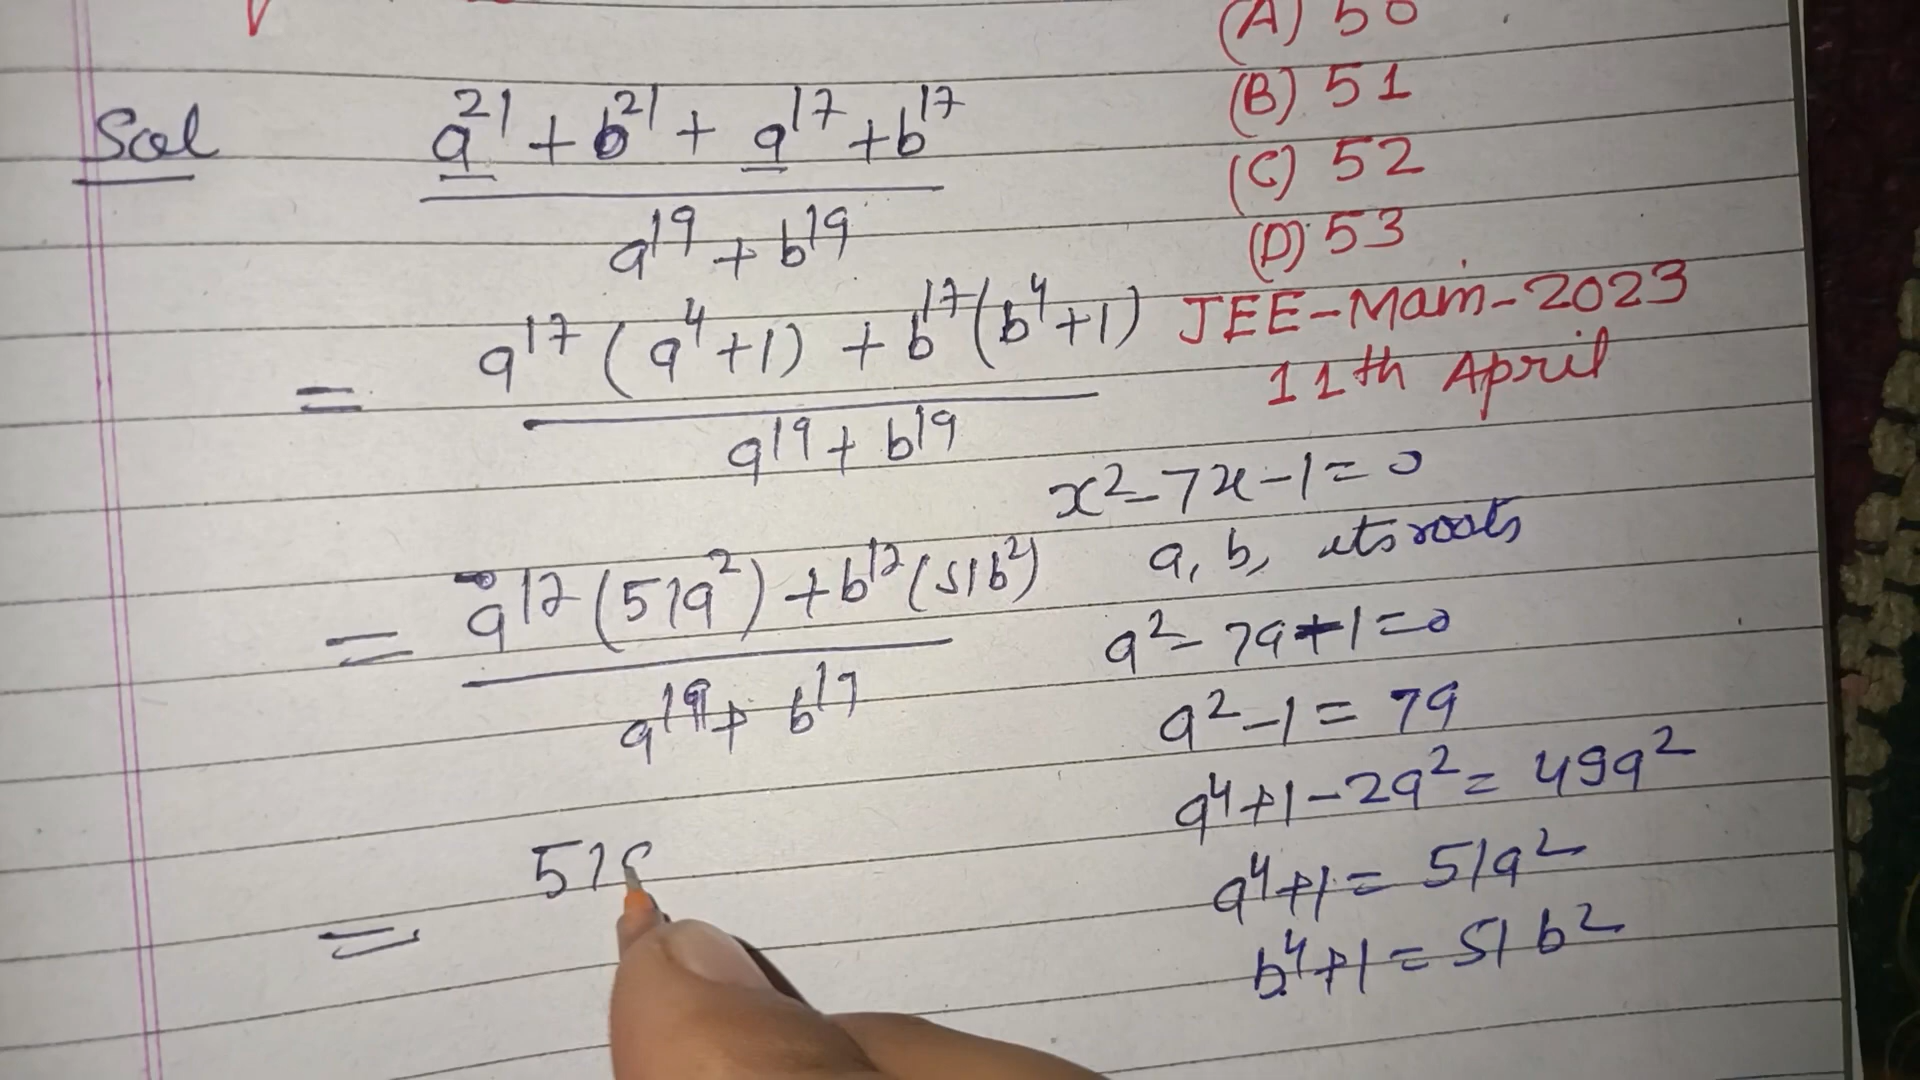 (A) 50
(B) 51
(C) 52
(D) 53
JEE-Main-2023
11th April
Sol
a^21 + b^21 + a^17 + b^17
a^19 + b^19
= a^17 (a^4+1) + b^17 (b^4+1)
a^19 + b^19
= a^17 (51a^2) + b^17 (51b^2)
a^19 + b^19
= 51a
x^2 - 7x - 1 = 0
a, b, its roots
a^2 - 7a - 1 = 0
a^2 - 1 = 7a
a^4 + 1 - 2a^2 = 49a^2
a^4 + 1 = 51a^2
b^4 + 1 = 51b^2